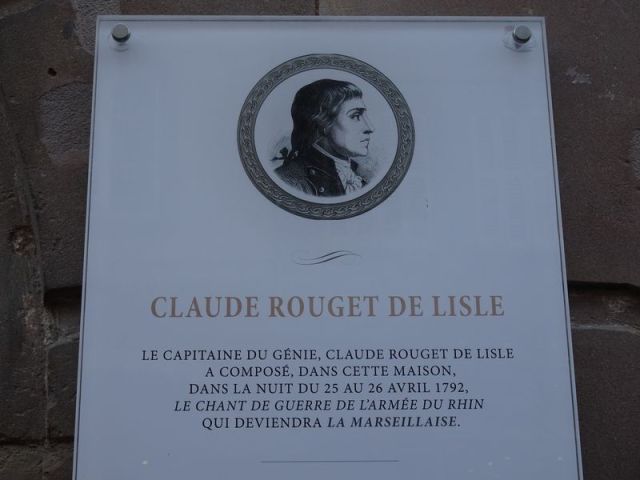 CLAUDE ROUGET DE LISLE
LE CAPITAINE DU GÉNIE, CLAUDE ROUGET DE LISLE
A COMPOSÉ, DANS CETTE MAISON,
DANS LA NUIT DU 25 AU 26 AVRIL 1792,
LE CHANT DE GUERRE DE L'ARMÉE DU RHIN
QUI DEVIENDRA LA MARSEILLAISE.